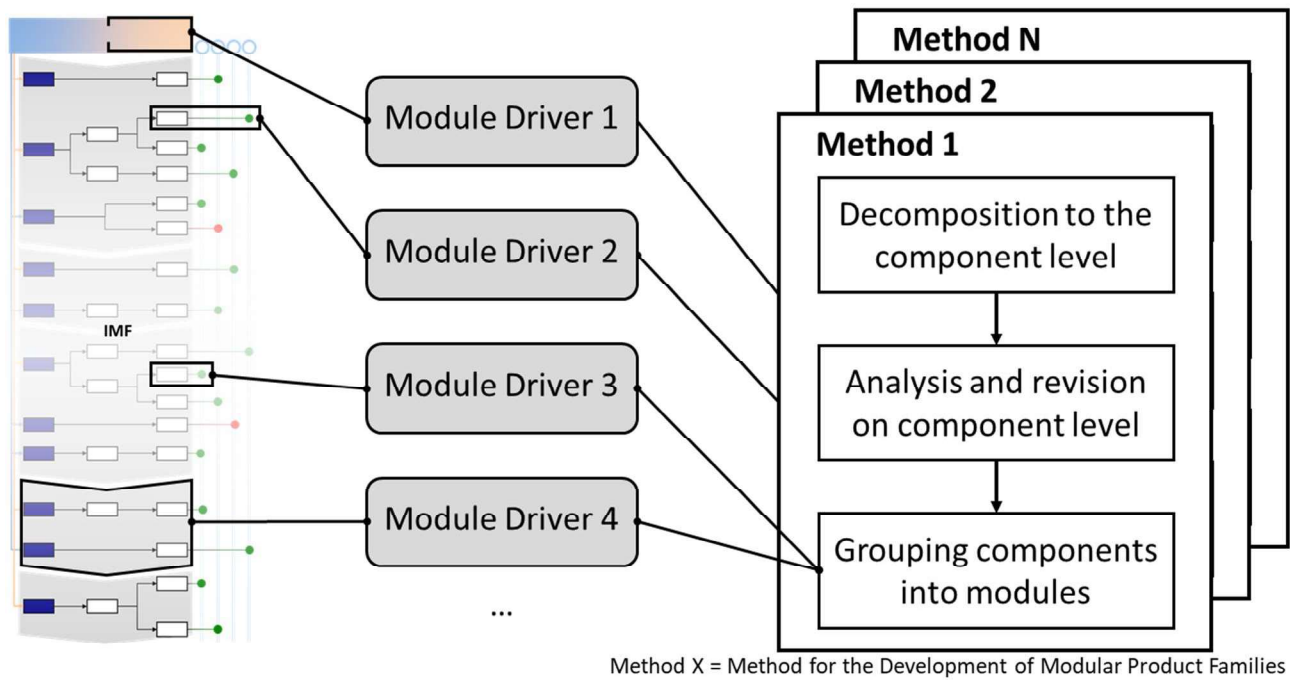 IMF
Module Driver 1
Module Driver 2
Module Driver 3
Module Driver 4
...
Method N
Method 2
Method 1
Decomposition to the
component level
Analysis and revision
on component level
Grouping components
into modules
Method X = Method for the Development of Modular Product Families